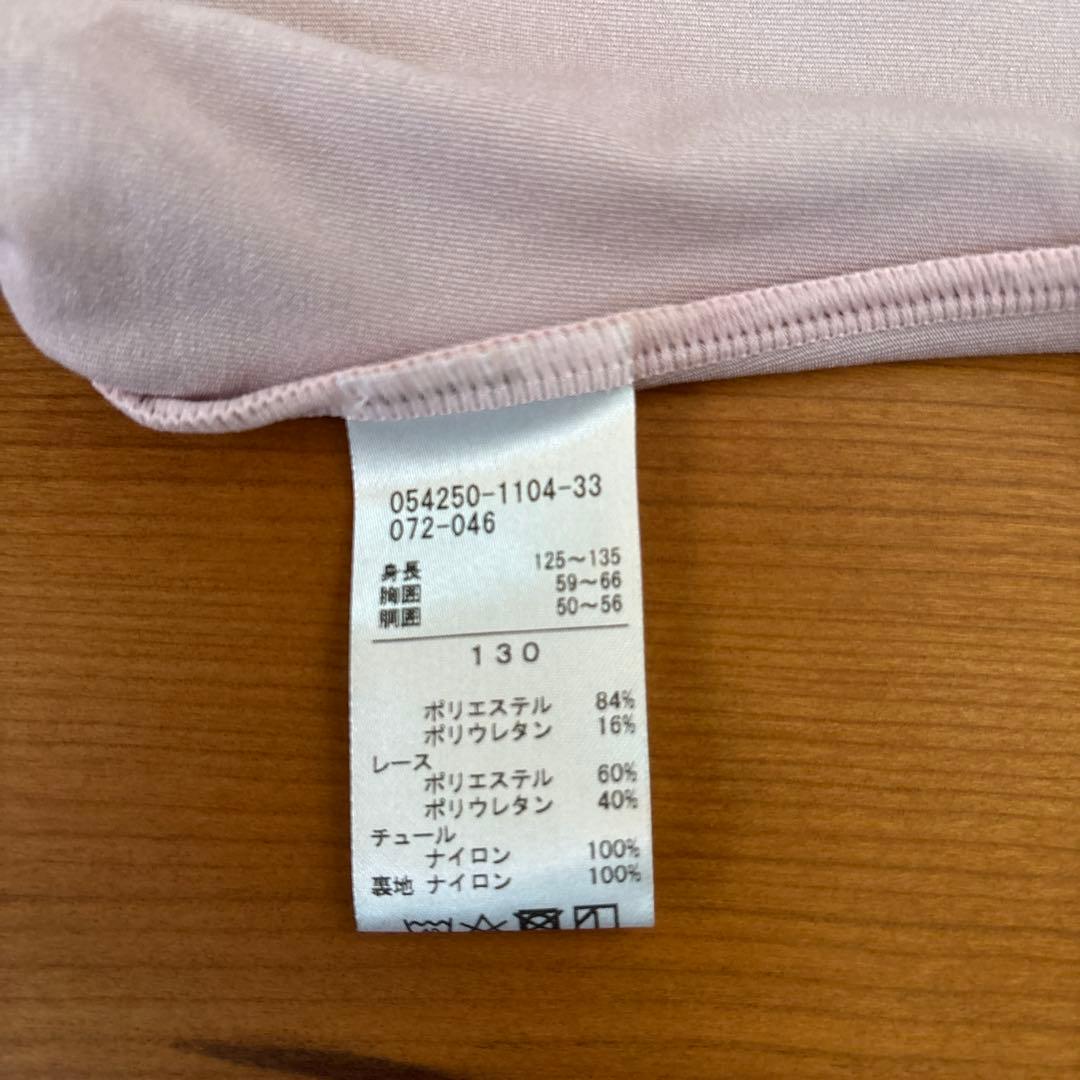 054250-1104-33
072-046
身長 125～135
胸囲 59～66
胴囲 50～56
130
ポリエステル 84%
ポリウレタン 16%
レース
ポリエステル 60%
ポリウレタン 40%
チュール
ナイロン 100%
裏地 ナイロン 100%